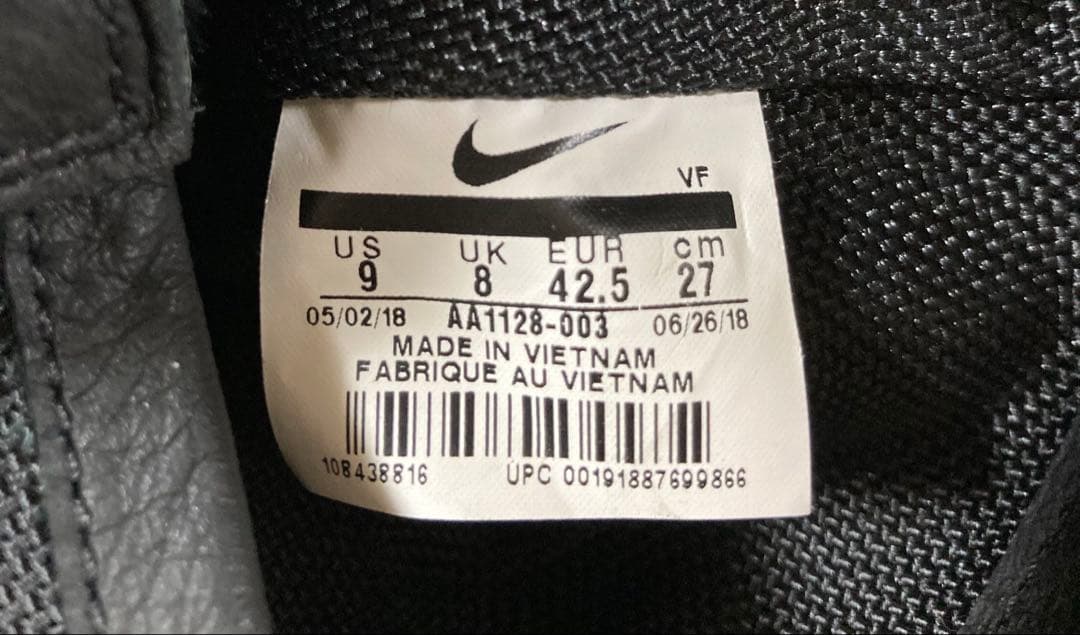 VF
US UK EUR cm
9 8 42.5 27
05/02/18 AA1128-003 06/26/18
MADE IN VIETNAM
FABRIQUE AU VIETNAM
108438816 UPC 00191887699866